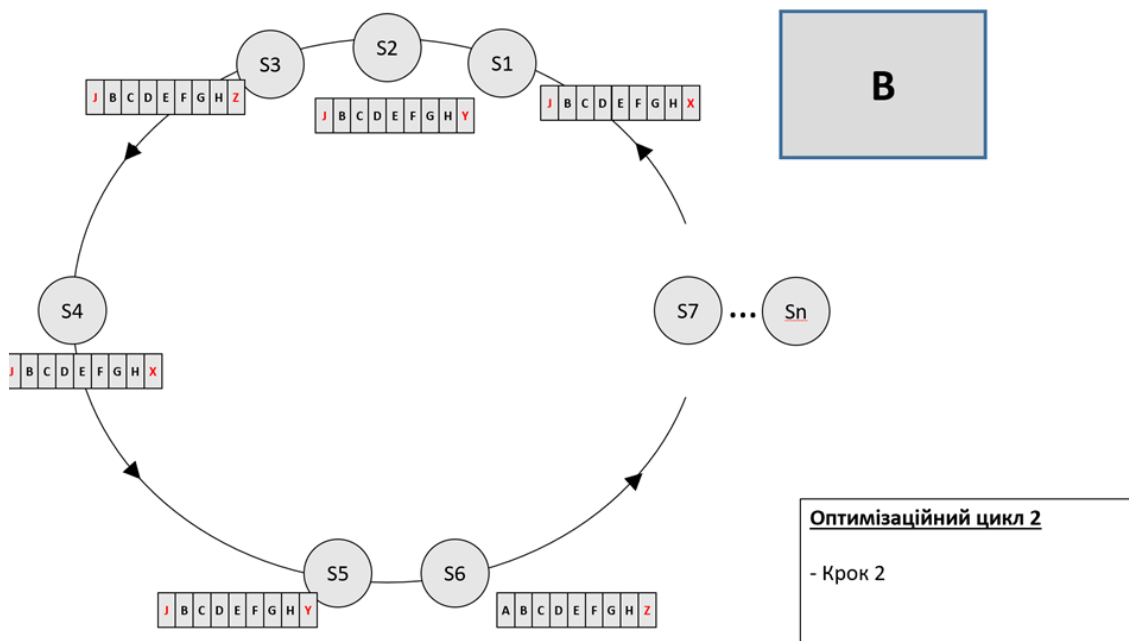 S3
S2
S1
J B C D E F G H Z
J B C D E F G H Y
J B C D E F G H X
B
S4
J B C D E F G H X
S7 ... Sn
S5
S6
J B C D E F G H Y
A B C D E F G H Z
Оптимізаційний цикл 2
- Крок 2